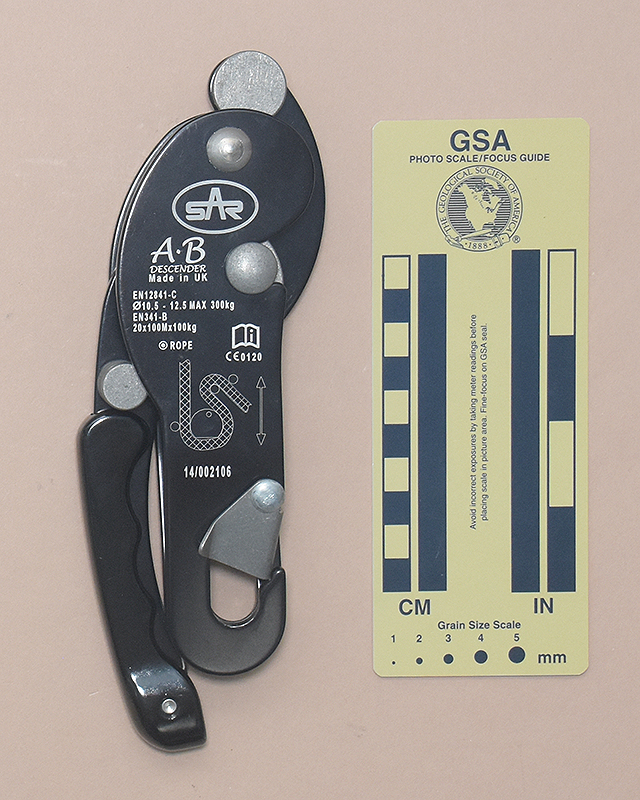 SAR
A·B
DESCENDER
Made in UK
EN12841-C
Ø10.5 - 12.5 MAX 300kg
EN341-B
20x100Mx100kg
ROPE
CE0120
14/002106
GSA
PHOTO SCALE/FOCUS GUIDE
THE GEOLOGICAL SOCIETY OF AMERICA
·1888·
®
Avoid incorrect exposures by taking meter readings before
placing scale in picture area. Fine-focus on GSA seal.
CM IN
Grain Size Scale
1 2 3 4 5
mm